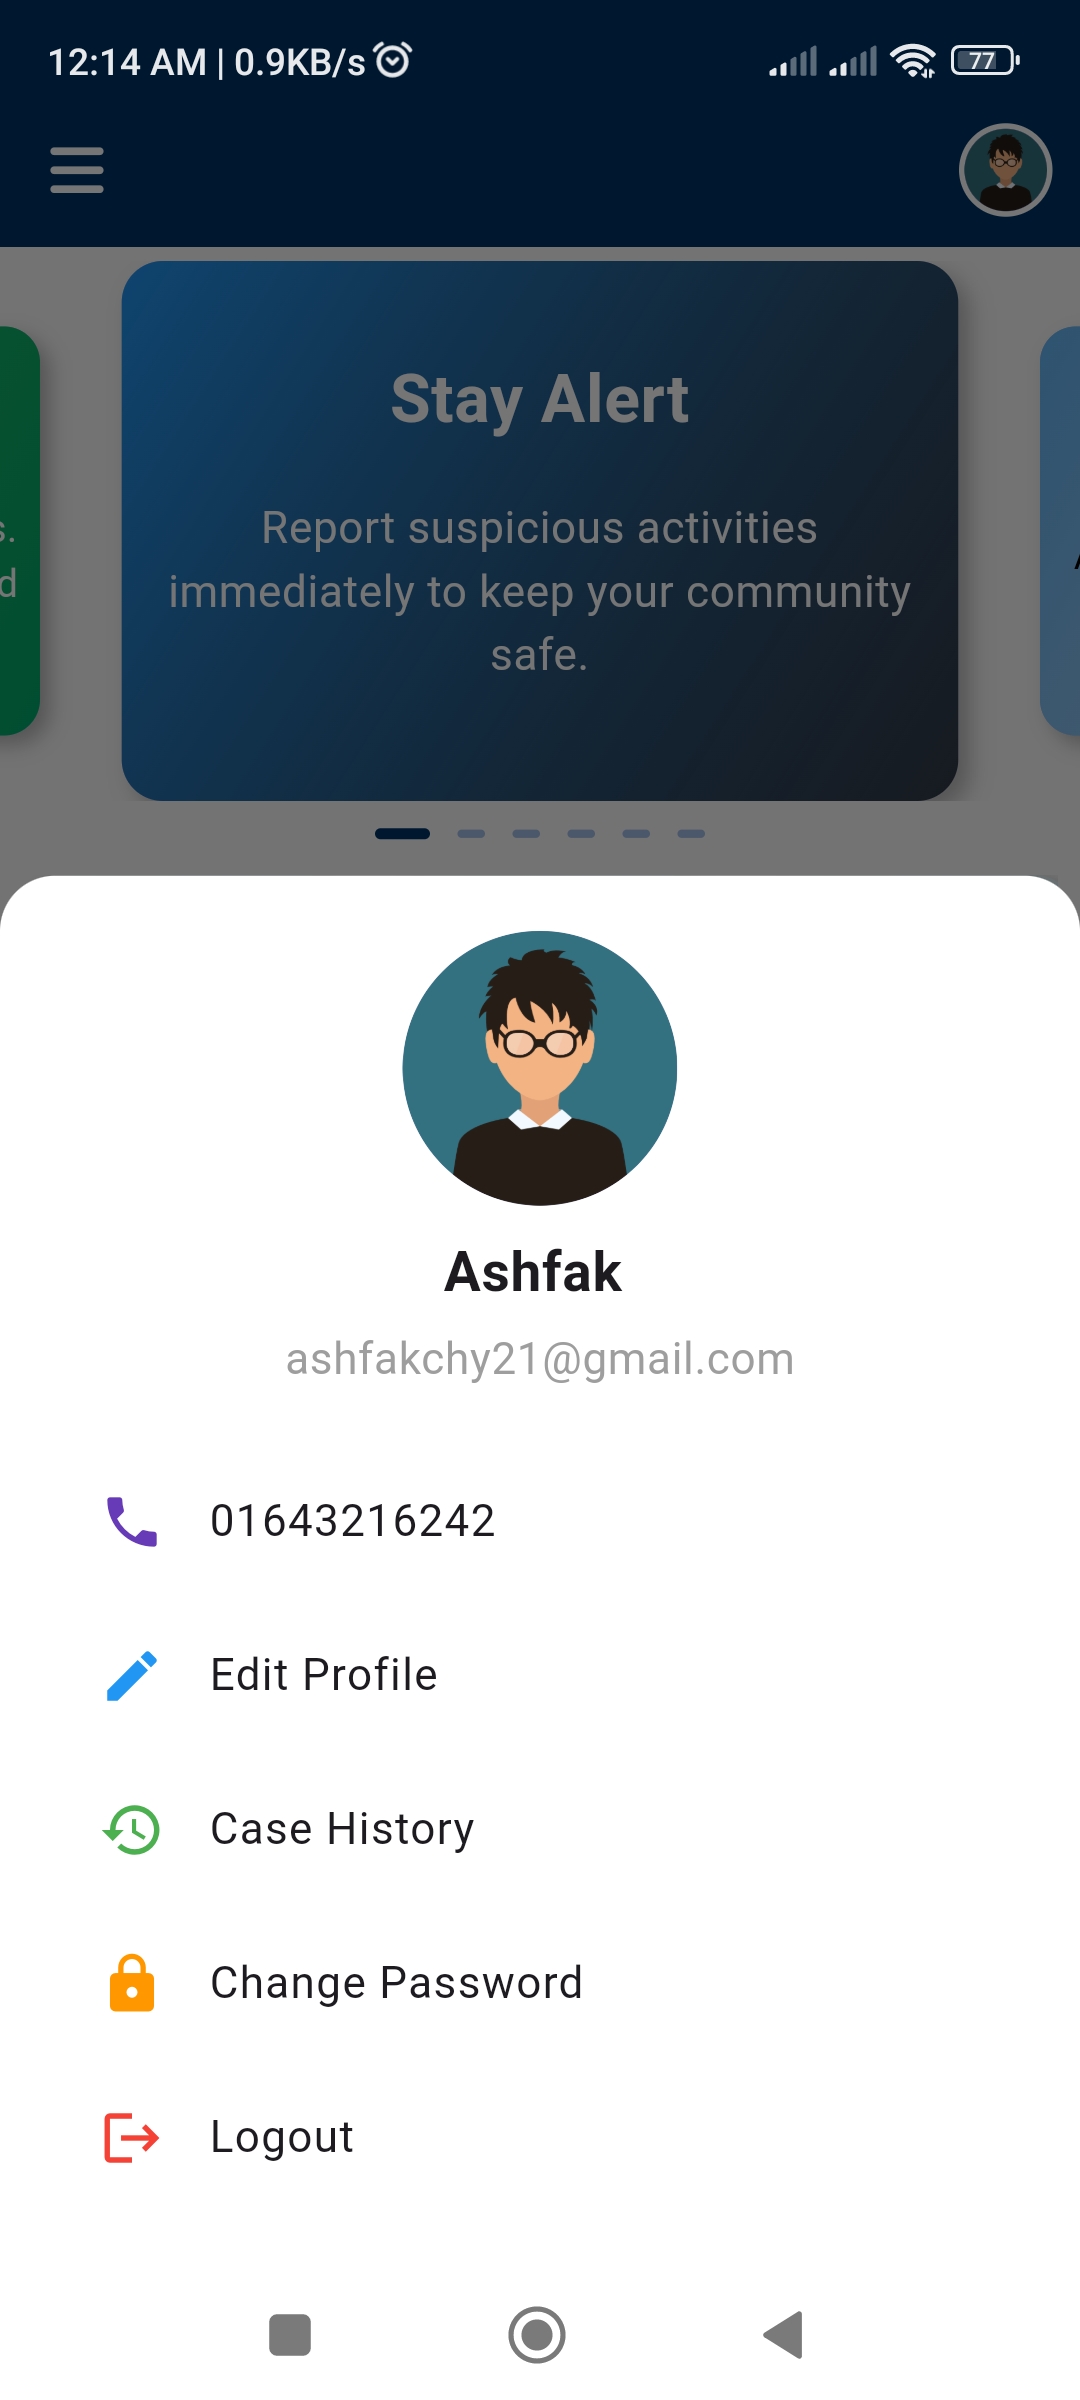 12:14 AM | 0.9KB/s
77
Stay Alert
Report suspicious activities
immediately to keep your community
safe.
s.
d
Ashfak
ashfakchy21@gmail.com
01643216242
Edit Profile
Case History
Change Password
Logout